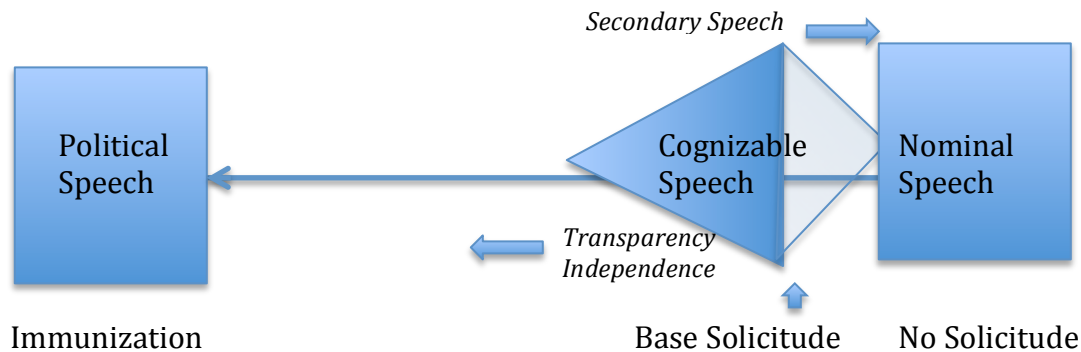 Secondary Speech
Political
Speech
Cognizable
Speech
Nominal
Speech
Transparency
Independence
Immunization
Base Solicitude
No Solicitude